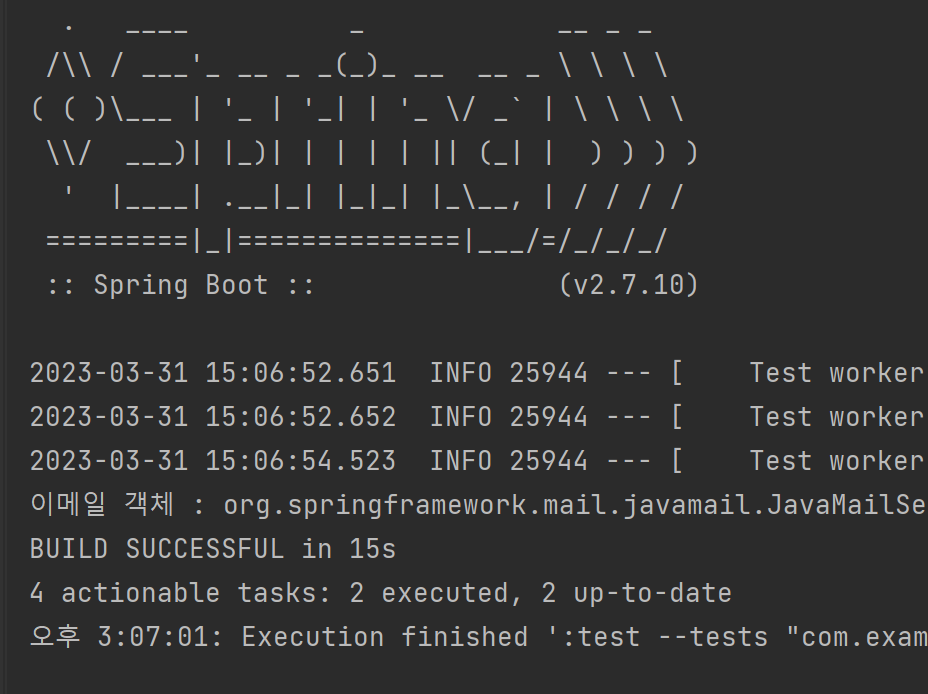 .   ____          _            __ _ _
 /\\ / ___'_ __ _ _(_)_ __  __ _ \ \ \ \
( ( )\___ | '_ | '_| | '_ \/ _` | \ \ \ \
 \\/  ___)| |_)| | | | | || (_| |  ) ) ) )
  '  |____| .__|_| |_|_| |_\__, | / / / /
 =========|_|==============|___/=/_/_/_/
 :: Spring Boot ::                (v2.7.10)
2023-03-31 15:06:52.651  INFO 25944 --- [    Test worker
2023-03-31 15:06:52.652  INFO 25944 --- [    Test worker
2023-03-31 15:06:54.523  INFO 25944 --- [    Test worker
이메일 객체 : org.springframework.mail.javamail.JavaMailSe
BUILD SUCCESSFUL in 15s
4 actionable tasks: 2 executed, 2 up-to-date
오후 3:07:01: Execution finished ':test --tests "com.exam